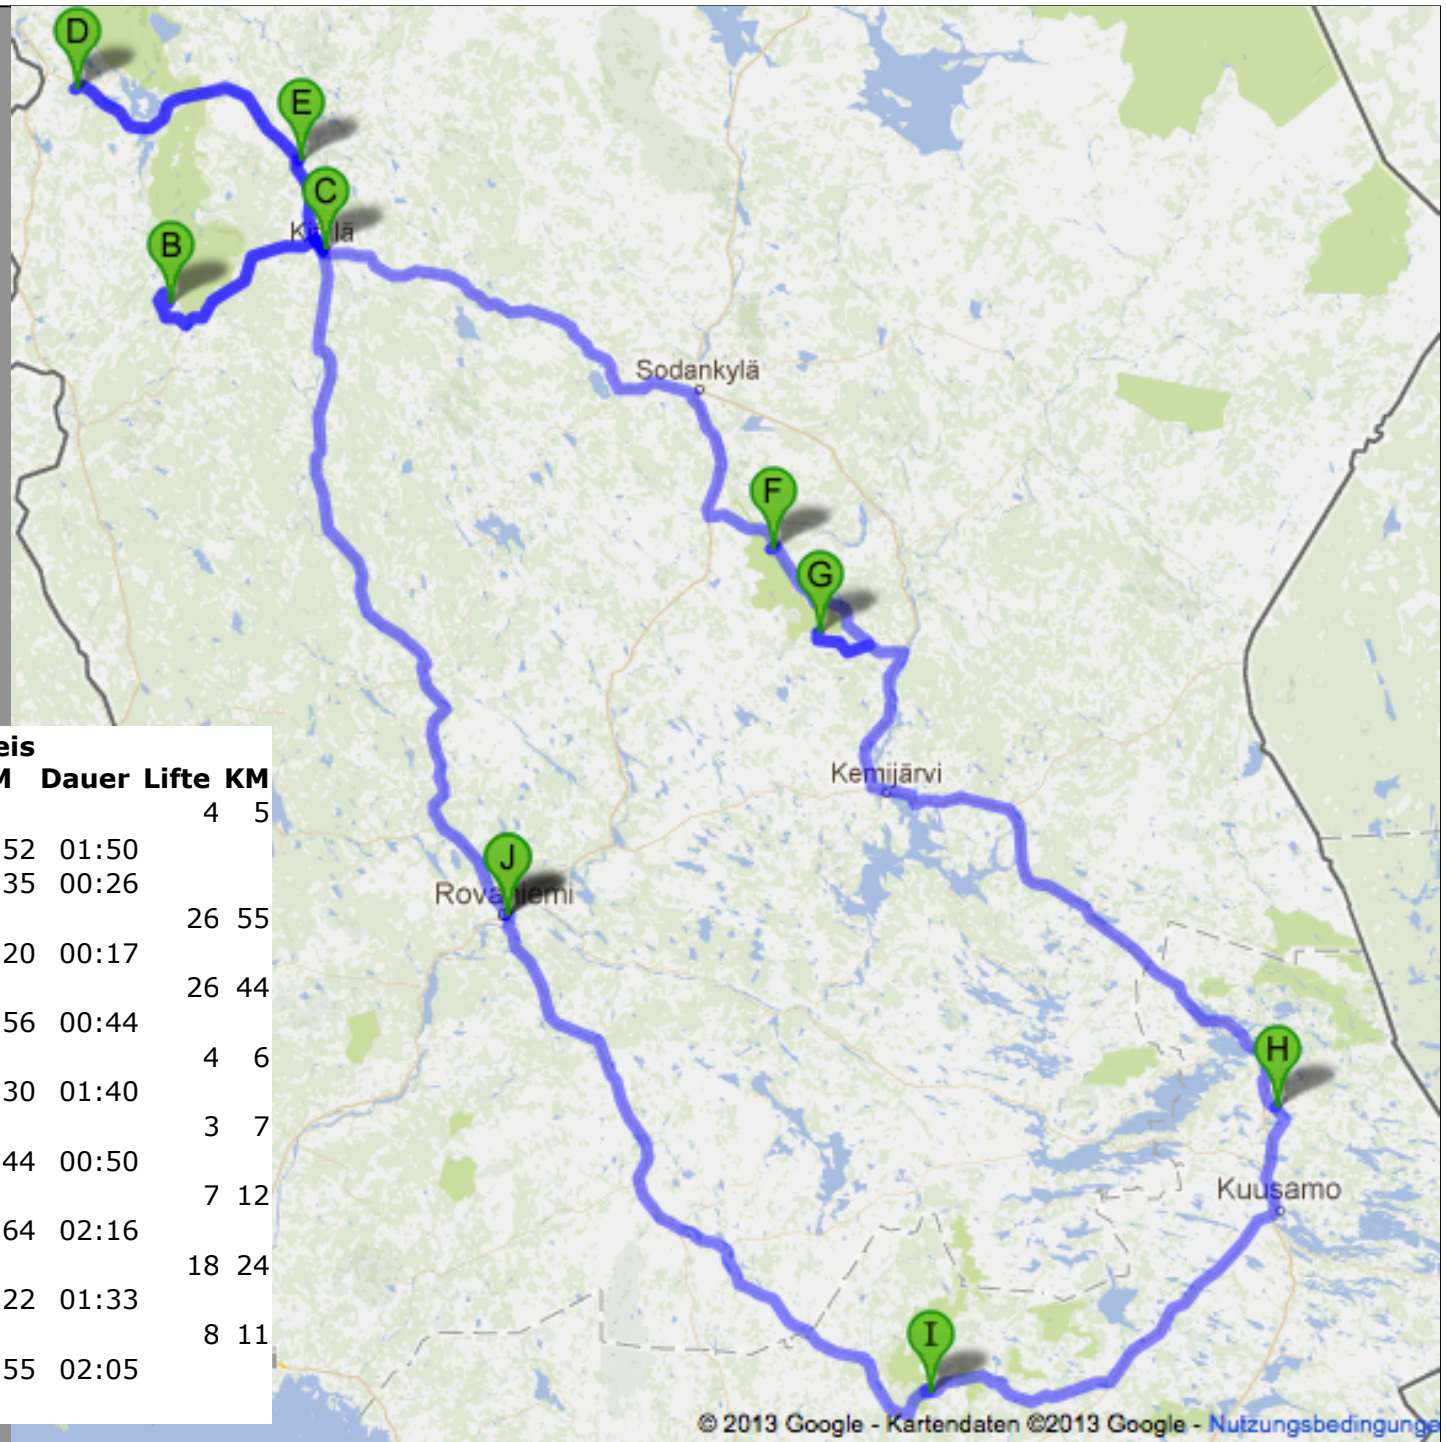 D
E
C
B
Sodankylä
F
G
Kemijärvi
J
H
Kuusamo
I
eis
M Dauer Lifte KM
4 5
52 01:50
35 00:26
26 55
20 00:17
26 44
56 00:44
4 6
30 01:40
3 7
44 00:50
7 12
64 02:16
18 24
22 01:33
8 11
55 02:05
© 2013 Google - Kartendaten ©2013 Google - Nutzungsbedingunge